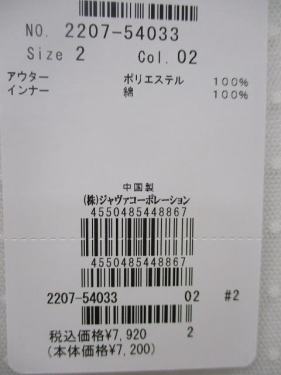 NO. 2207-54033
Size 2 Col. 02
アウター ポリエステル 100%
インナー 綿 100%
中国製
(株)ジャヴァコーポレーション
4550485448867
4550485448867
2207-54033 02 #2
税込価格¥7,920 2
(本体価格¥7,200)